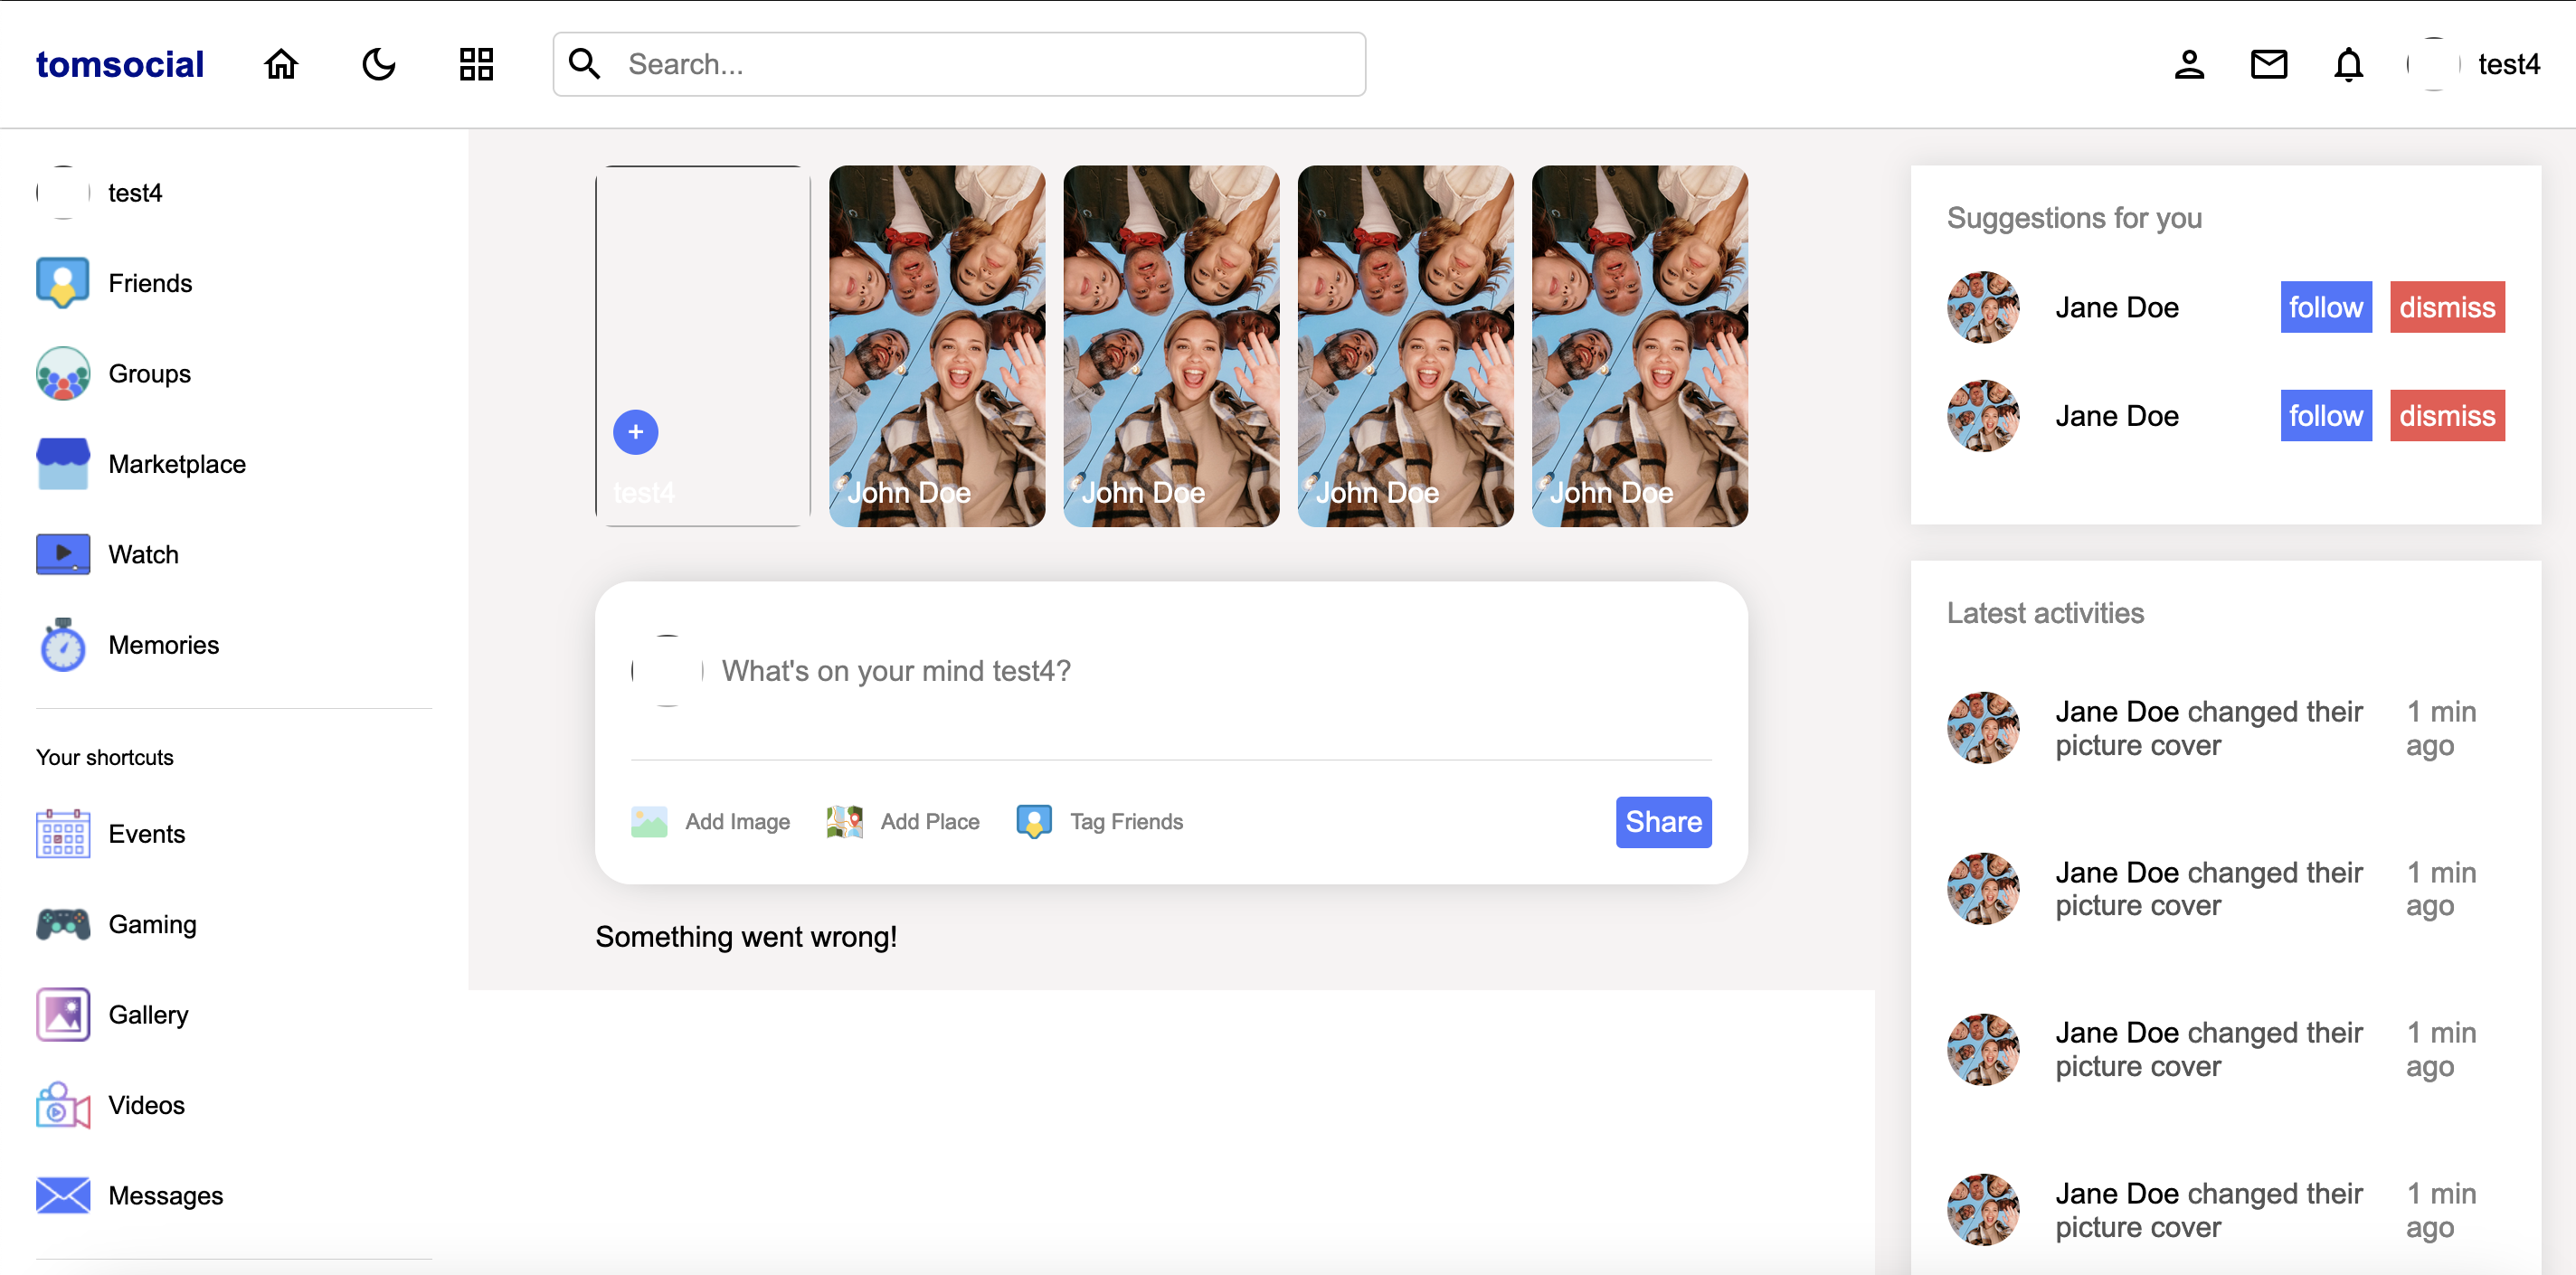 tomsocial
Search...
test4
test4
Friends
Groups
Marketplace
Watch
Memories
Your shortcuts
Events
Gaming
Gallery
Videos
Messages
+
test4
John Doe
John Doe
John Doe
John Doe
What's on your mind test4?
Add Image
Add Place
Tag Friends
Share
Something went wrong!
Suggestions for you
Jane Doe
follow
dismiss
Jane Doe
follow
dismiss
Latest activities
Jane Doe changed their
picture cover
1 min
ago
Jane Doe changed their
picture cover
1 min
ago
Jane Doe changed their
picture cover
1 min
ago
Jane Doe changed their
picture cover
1 min
ago